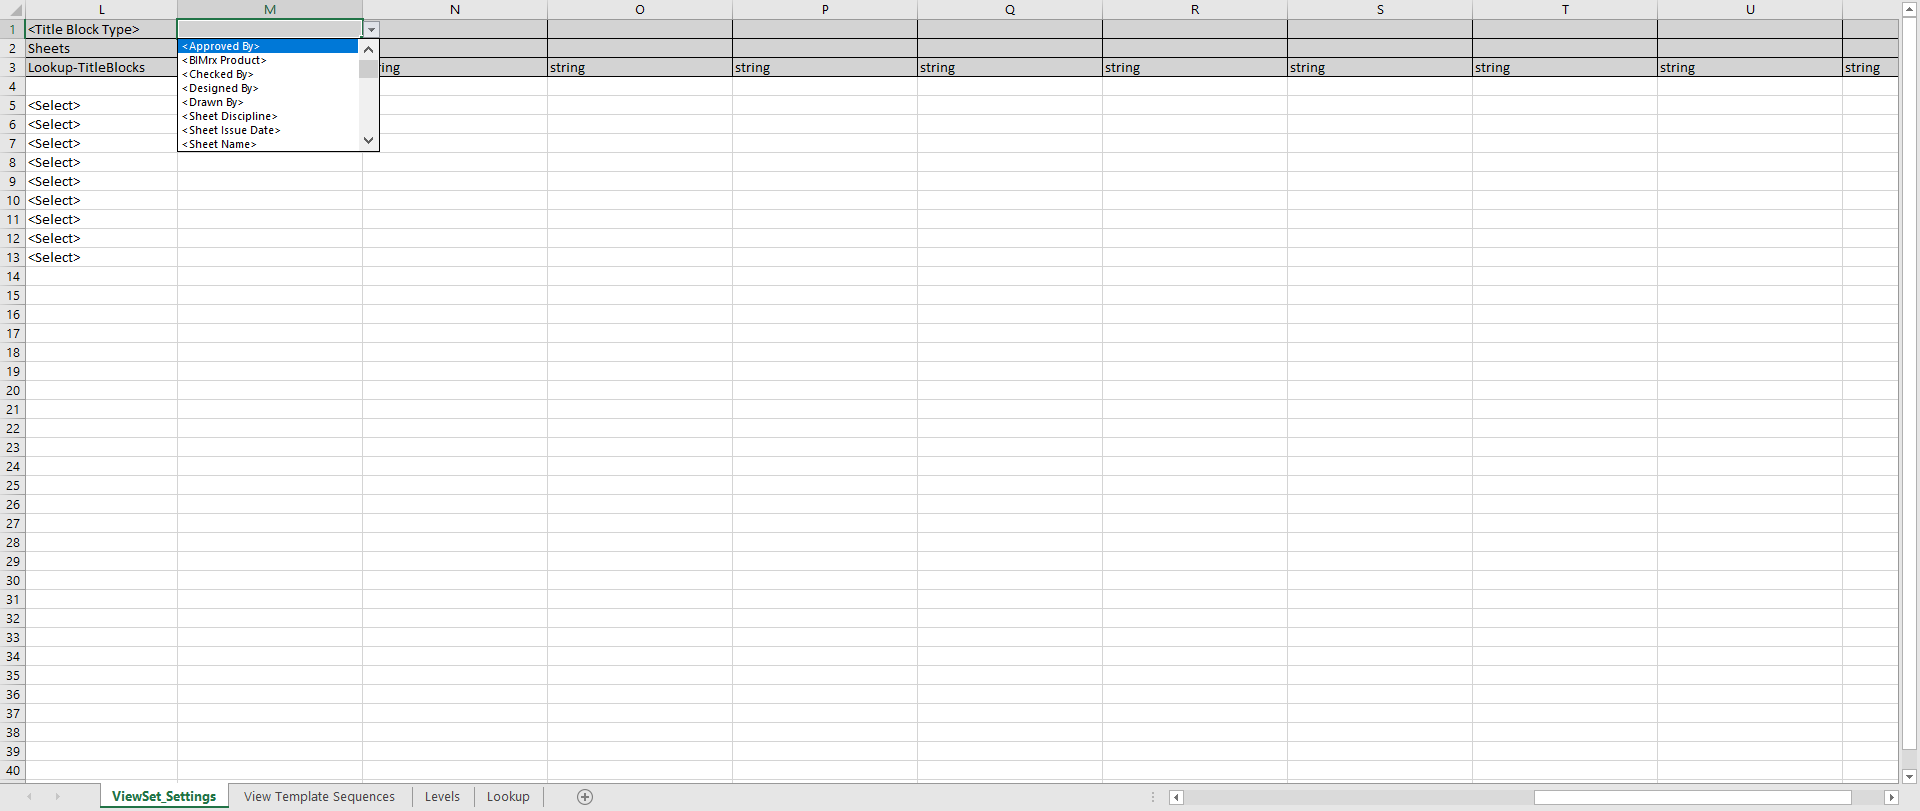 L M N O P Q R S T U
1 <Title Block Type>
2 Sheets
3 Lookup-TitleBlocks ring string string string string string string string string
<Approved By>
<BIMrx Product>
<Checked By>
<Designed By>
<Drawn By>
<Sheet Discipline>
<Sheet Issue Date>
<Sheet Name>
4
5 <Select>
6 <Select>
7 <Select>
8 <Select>
9 <Select>
10 <Select>
11 <Select>
12 <Select>
13 <Select>
14
15
16
17
18
19
20
21
22
23
24
25
26
27
28
29
30
31
32
33
34
35
36
37
38
39
40
ViewSet_Settings View Template Sequences Levels Lookup